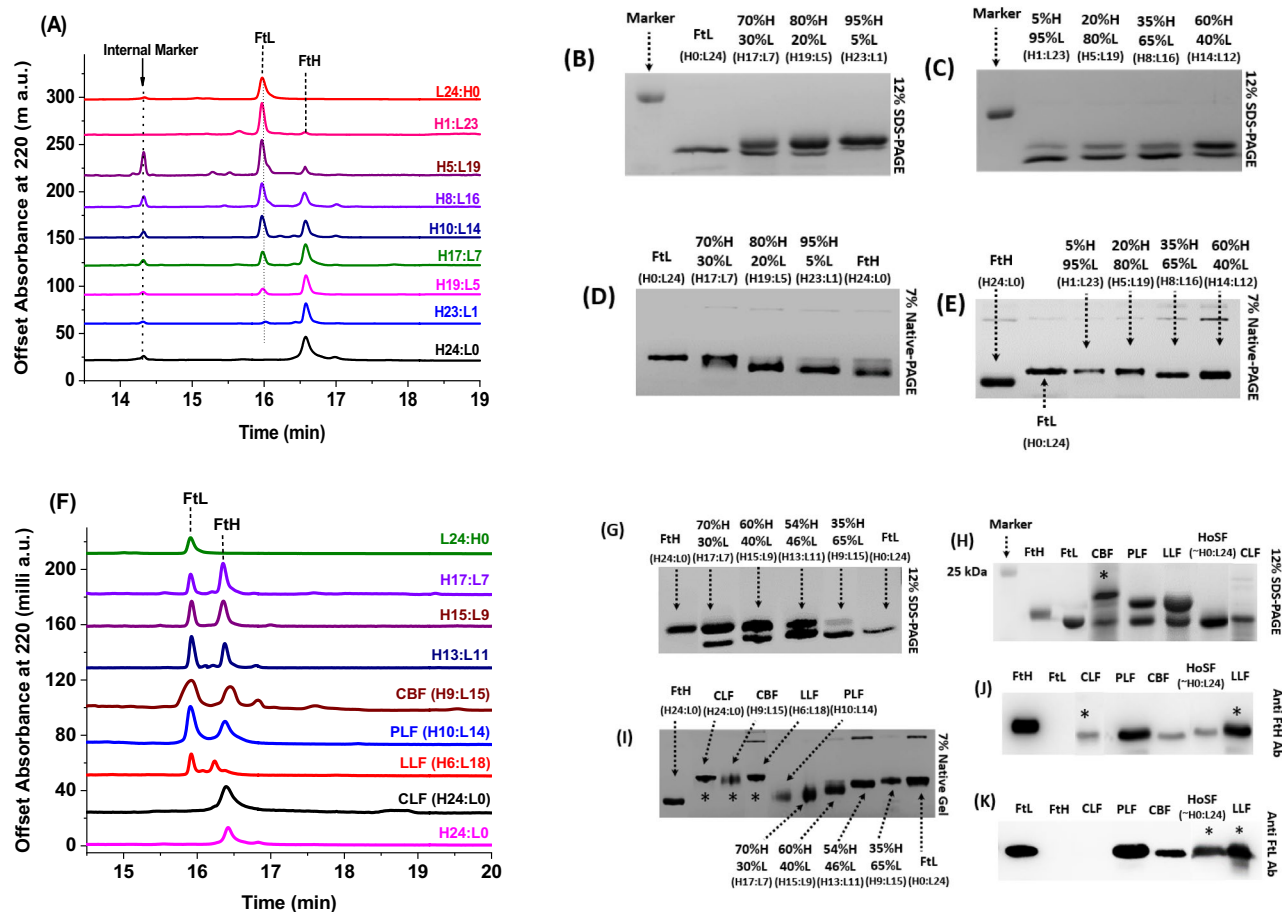 (A)
Internal Marker
FtL
FtH
L24:H0
H1:L23
H5:L19
H8:L16
H10:L14
H17:L7
H19:L5
H23:L1
H24:L0
Offset Absorbance at 220 (m a.u.)
300
250
200
150
100
75
50
25
0
14 15 16 17 18 19
Time (min)
(B)
Marker
FtL
(H0:L24)
70%H 80%H 95%H
30%L 20%L 5%L
(H17:L7) (H19:L5) (H23:L1)
12% SDS-PAGE
(C)
Marker
5%H 20%H 35%H 60%H
95%L 80%L 65%L 40%L
(H1:L23) (H5:L19) (H8:L16) (H14:L12)
12% SDS-PAGE
(D)
70%H 80%H 95%H
FtL 30%L 20%L 5%L FtH
(H0:L24) (H17:L7) (H19:L5) (H23:L1) (H24:L0)
7% Native-PAGE
(E)
FtH
(H24:L0)
5%H 20%H 35%H 60%H
95%L 80%L 65%L 40%L
(H1:L23) (H5:L19) (H8:L16) (H14:L12)
FtL
(H0:L24)
7% Native-PAGE
(F)
FtL
FtH
L24:H0
H17:L7
H15:L9
H13:L11
CBF (H9:L15)
PLF (H10:L14)
LLF (H6:L18)
CLF (H24:L0)
H24:L0
Offset Absorbance at 220 (milli a.u.)
200
160
120
80
40
0
15 16 17 18 19 20
Time (min)
(G)
70%H 60%H 54%H 35%H
FtH 30%L 40%L 46%L 65%L FtL
(H24:L0) (H17:L7) (H15:L9) (H13:L11) (H9:L15) (H0:L24)
12% SDS-PAGE
(H)
Marker
25 kDa
FtH FtL CBF PLF LLF HoSF CLF
(~H0:L24)
*
12% SDS-PAGE
(I)
FtH CLF CBF LLF PLF
(H24:L0) (H24:L0) (H9:L15) (H6:L18) (H10:L14)
* * *
70%H 60%H 54%H 35%H FtL
30%L 40%L 46%L 65%L (H0:L24)
(H17:L7) (H15:L9) (H13:L11) (H9:L15)
7% Native Gel
(J)
FtH FtL CLF PLF CBF HoSF LLF
(~H0:L24)
* *
Anti FtH Ab
(K)
FtL FtH CLF PLF CBF HoSF LLF
(~H0:L24)
* *
Anti FtL Ab